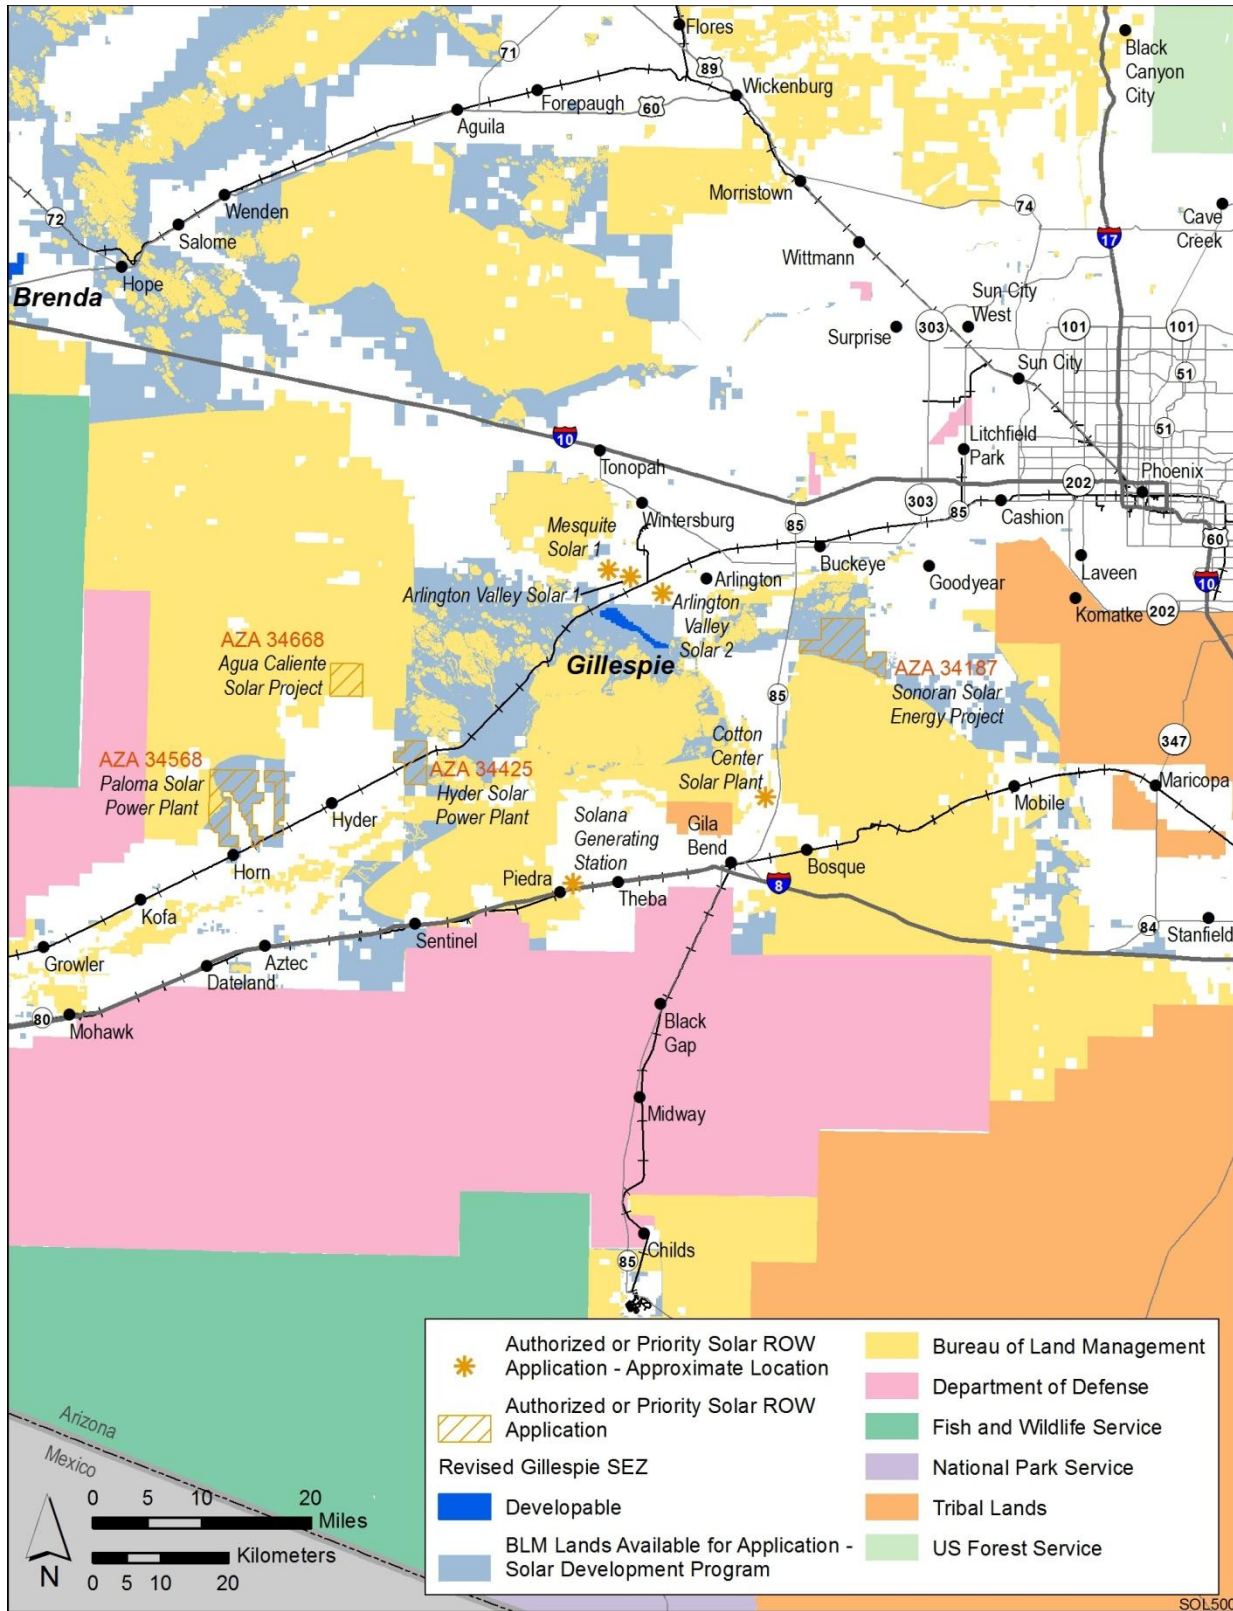 Flores
71
89
Black
Canyon
City
Wickenburg
Forepaugh
60
Aguila
Morristown
Wenden
72
Salome
74
Cave
Creek
17
Wittmann
Hope
Brenda
Sun City
West
Surprise
303
101
101
Sun City
51
51
10
Litchfield
Park
Tonopah
Phoenix
202
303
Wintersburg
85
85
Cashion
Mesquite
Solar 1
60
Buckeye
Arlington
Goodyear
Laveen
10
Arlington Valley Solar 1
Arlington
Valley
Solar 2
Komatke
202
AZA 34668
Agua Caliente
Solar Project
Gillespie
AZA 34187
Sonoran Solar
Energy Project
85
Cotton
Center
Solar Plant
347
AZA 34568
Paloma Solar
Power Plant
AZA 34425
Hyder Solar
Power Plant
Maricopa
Mobile
Hyder
Solana
Generating
Station
Gila
Bend
Bosque
Horn
Piedra
Theba
8
Kofa
Sentinel
84
Stanfield
Growler
Aztec
Dateland
80
Mohawk
Black
Gap
Midway
Childs
85
Arizona
Mexico
0 5 10 20
Miles
Kilometers
0 5 10 20
N
Authorized or Priority Solar ROW
Application - Approximate Location
Authorized or Priority Solar ROW
Application
Revised Gillespie SEZ
Developable
BLM Lands Available for Application -
Solar Development Program
Bureau of Land Management
Department of Defense
Fish and Wildlife Service
National Park Service
Tribal Lands
US Forest Service
SOL500